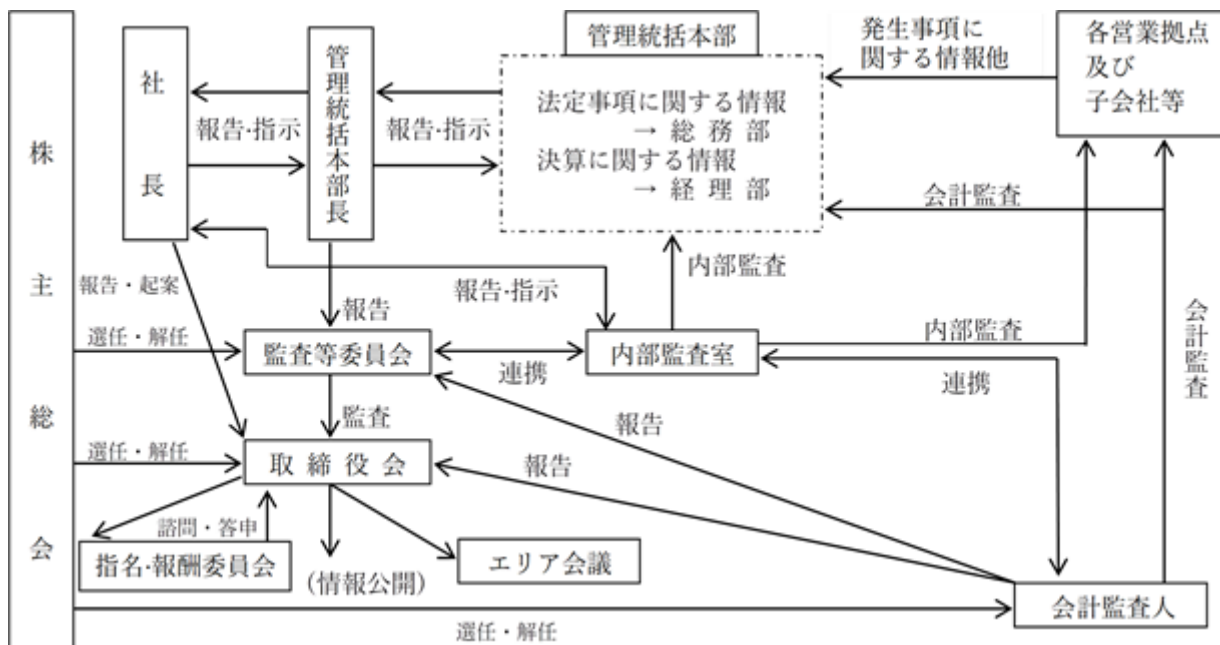 株主総会
社長
管理統括本部長
管理統括本部
発生事項に
関する情報他
各営業拠点
及び
子会社等
報告·指示
報告·指示
法定事項に関する情報
→ 総務部
決算に関する情報
→ 経理部
会計監査
報告・起案
報告
報告·指示
内部監査
内部監査
会計監査
選任・解任
監査等委員会
連携
内部監査室
連携
監査
報告
選任・解任
取締役会
報告
諮問・答申
指名·報酬委員会
(情報公開)
エリア会議
会計監査人
選任・解任